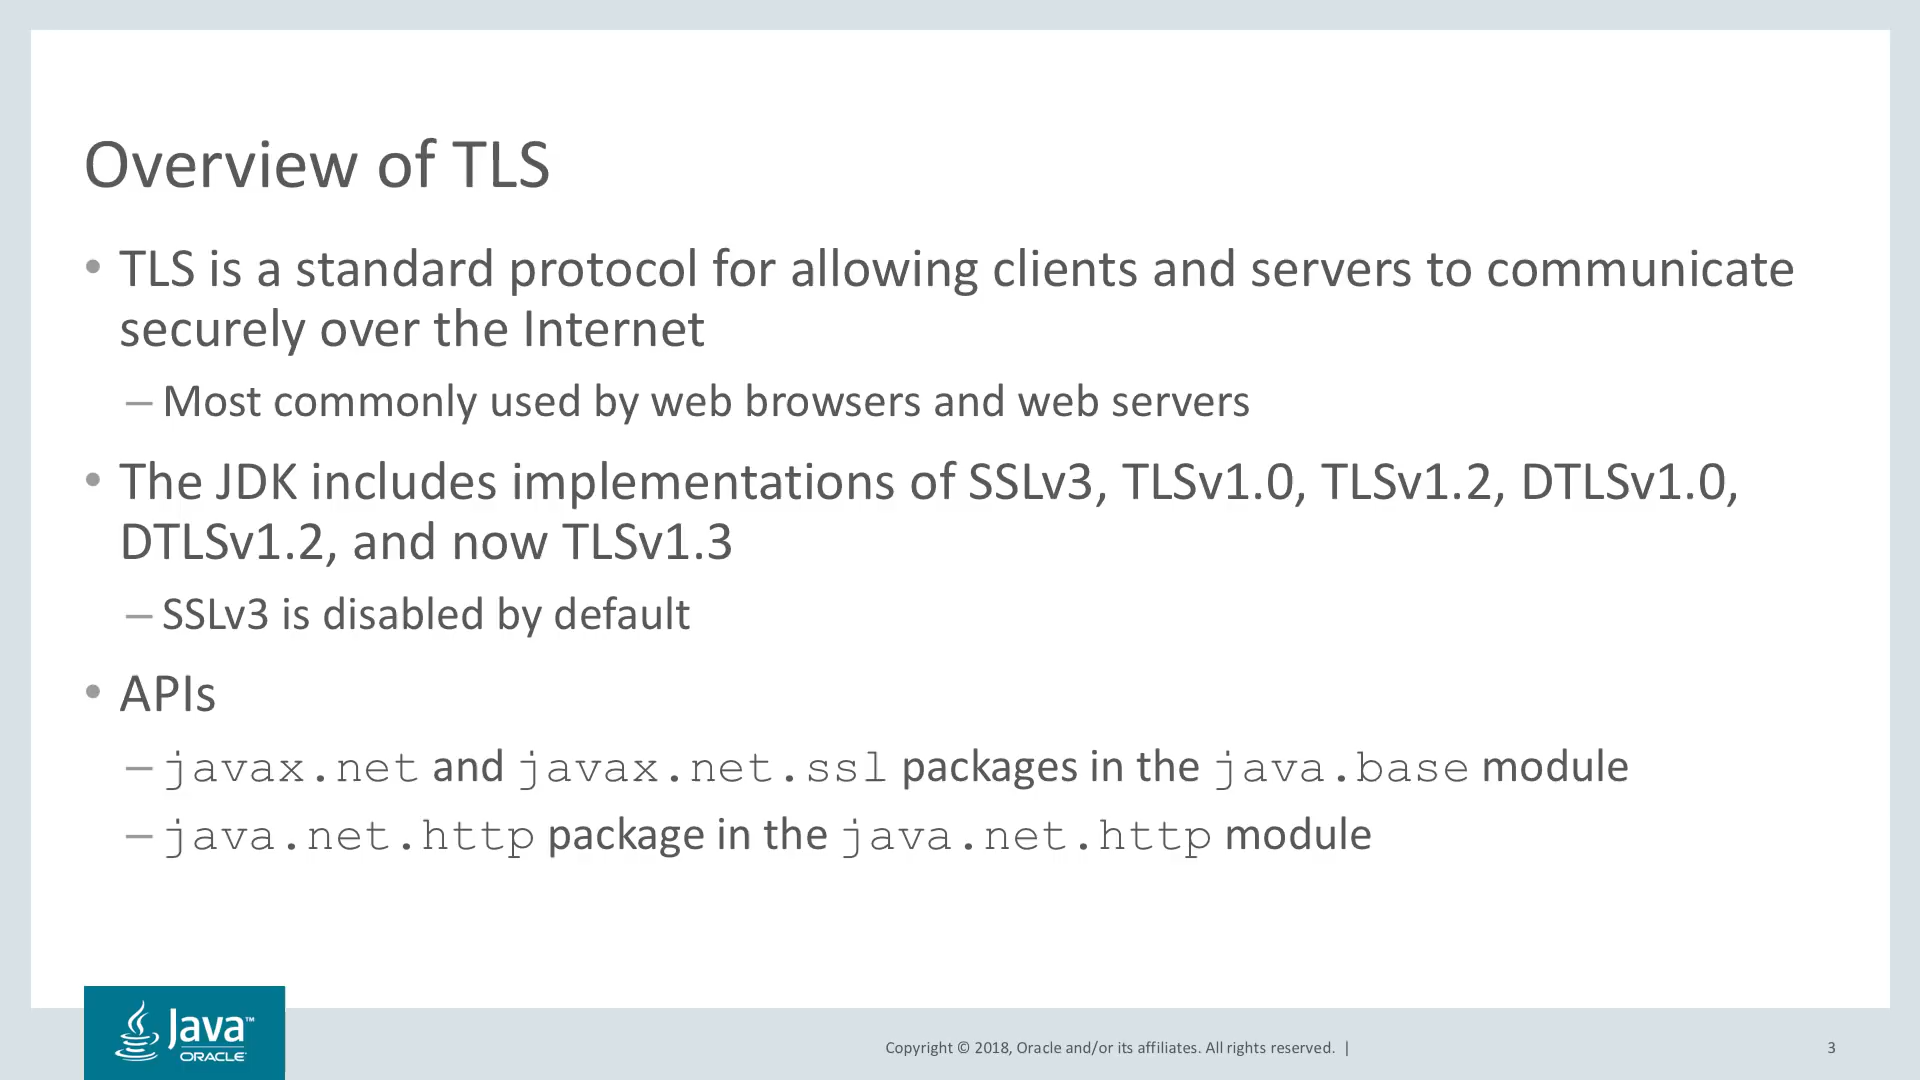 Overview of TLS
• TLS is a standard protocol for allowing clients and servers to communicate
securely over the Internet
– Most commonly used by web browsers and web servers
• The JDK includes implementations of SSLv3, TLSv1.0, TLSv1.2, DTLSv1.0,
DTLSv1.2, and now TLSv1.3
– SSLv3 is disabled by default
• APIs
– javax.net and javax.net.ssl packages in the java.base module
– java.net.http package in the java.net.http module
Java™
ORACLE
Copyright © 2018, Oracle and/or its affiliates. All rights reserved. |
3